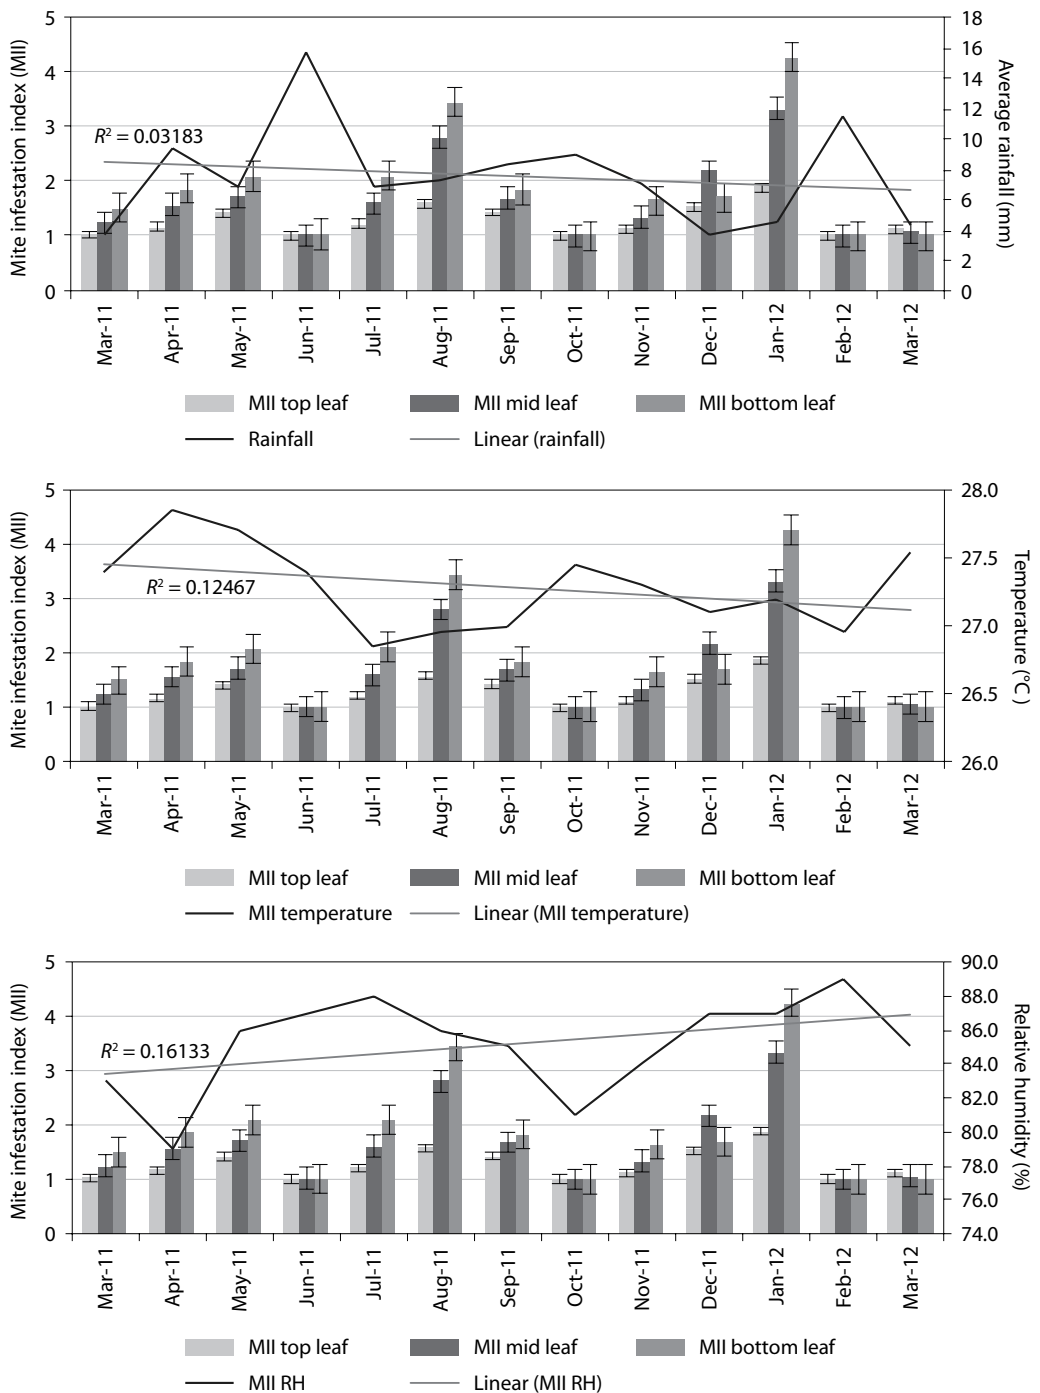 Mite infestation index (MII)
5
4
3
2
1
0
R² = 0.03183
18
16
14
12
10
8
6
4
2
0
Average rainfall (mm)
Mar-11 Apr-11 May-11 Jun-11 Jul-11 Aug-11 Sep-11 Oct-11 Nov-11 Dec-11 Jan-12 Feb-12 Mar-12
MII top leaf MII mid leaf MII bottom leaf
Rainfall Linear (rainfall)
Mite infestation index (MII)
5
4
3
2
1
0
R² = 0.12467
28.0
27.5
27.0
26.5
26.0
Temperature (°C)
Mar-11 Apr-11 May-11 Jun-11 Jul-11 Aug-11 Sep-11 Oct-11 Nov-11 Dec-11 Jan-12 Feb-12 Mar-12
MII top leaf MII mid leaf MII bottom leaf
MII temperature Linear (MII temperature)
Mite infestation index (MII)
5
4
3
2
1
0
R² = 0.16133
90.0
88.0
86.0
84.0
82.0
80.0
78.0
76.0
74.0
Relative humidity (%)
Mar-11 Apr-11 May-11 Jun-11 Jul-11 Aug-11 Sep-11 Oct-11 Nov-11 Dec-11 Jan-12 Feb-12 Mar-12
MII top leaf MII mid leaf MII bottom leaf
MII RH Linear (MII RH)